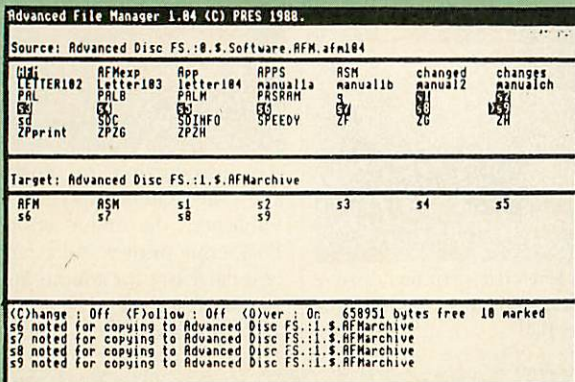 Advanced File Manager 1.04 (C) PRES 1988.
Source: Advanced Disc FS.:0.$.Software.AFM.afm104
AFMexp App APPS ASM changed changes
LETTER102 Letter103 letter104 manual1a manual1b manual2 manualch
PAL PALB PALM PRSRAM q s1 s2
s3 s4 s5 s6 s7 s8 s9
sd SDC SDINFO SPEEDY ZF ZG ZH
ZPprint ZPZG ZPZH
Target: Advanced Disc FS.:1.$.AFMarchive
AFM ASM s1 s2 s3 s4 s5
s6 s7 s8 s9
(C)hange : Off (F)ollow : Off (O)ver : On 658951 bytes free 10 marked
s6 noted for copying to Advanced Disc FS.:1.$.AFMarchive
s7 noted for copying to Advanced Disc FS.:1.$.AFMarchive
s8 noted for copying to Advanced Disc FS.:1.$.AFMarchive
s9 noted for copying to Advanced Disc FS.:1.$.AFMarchive